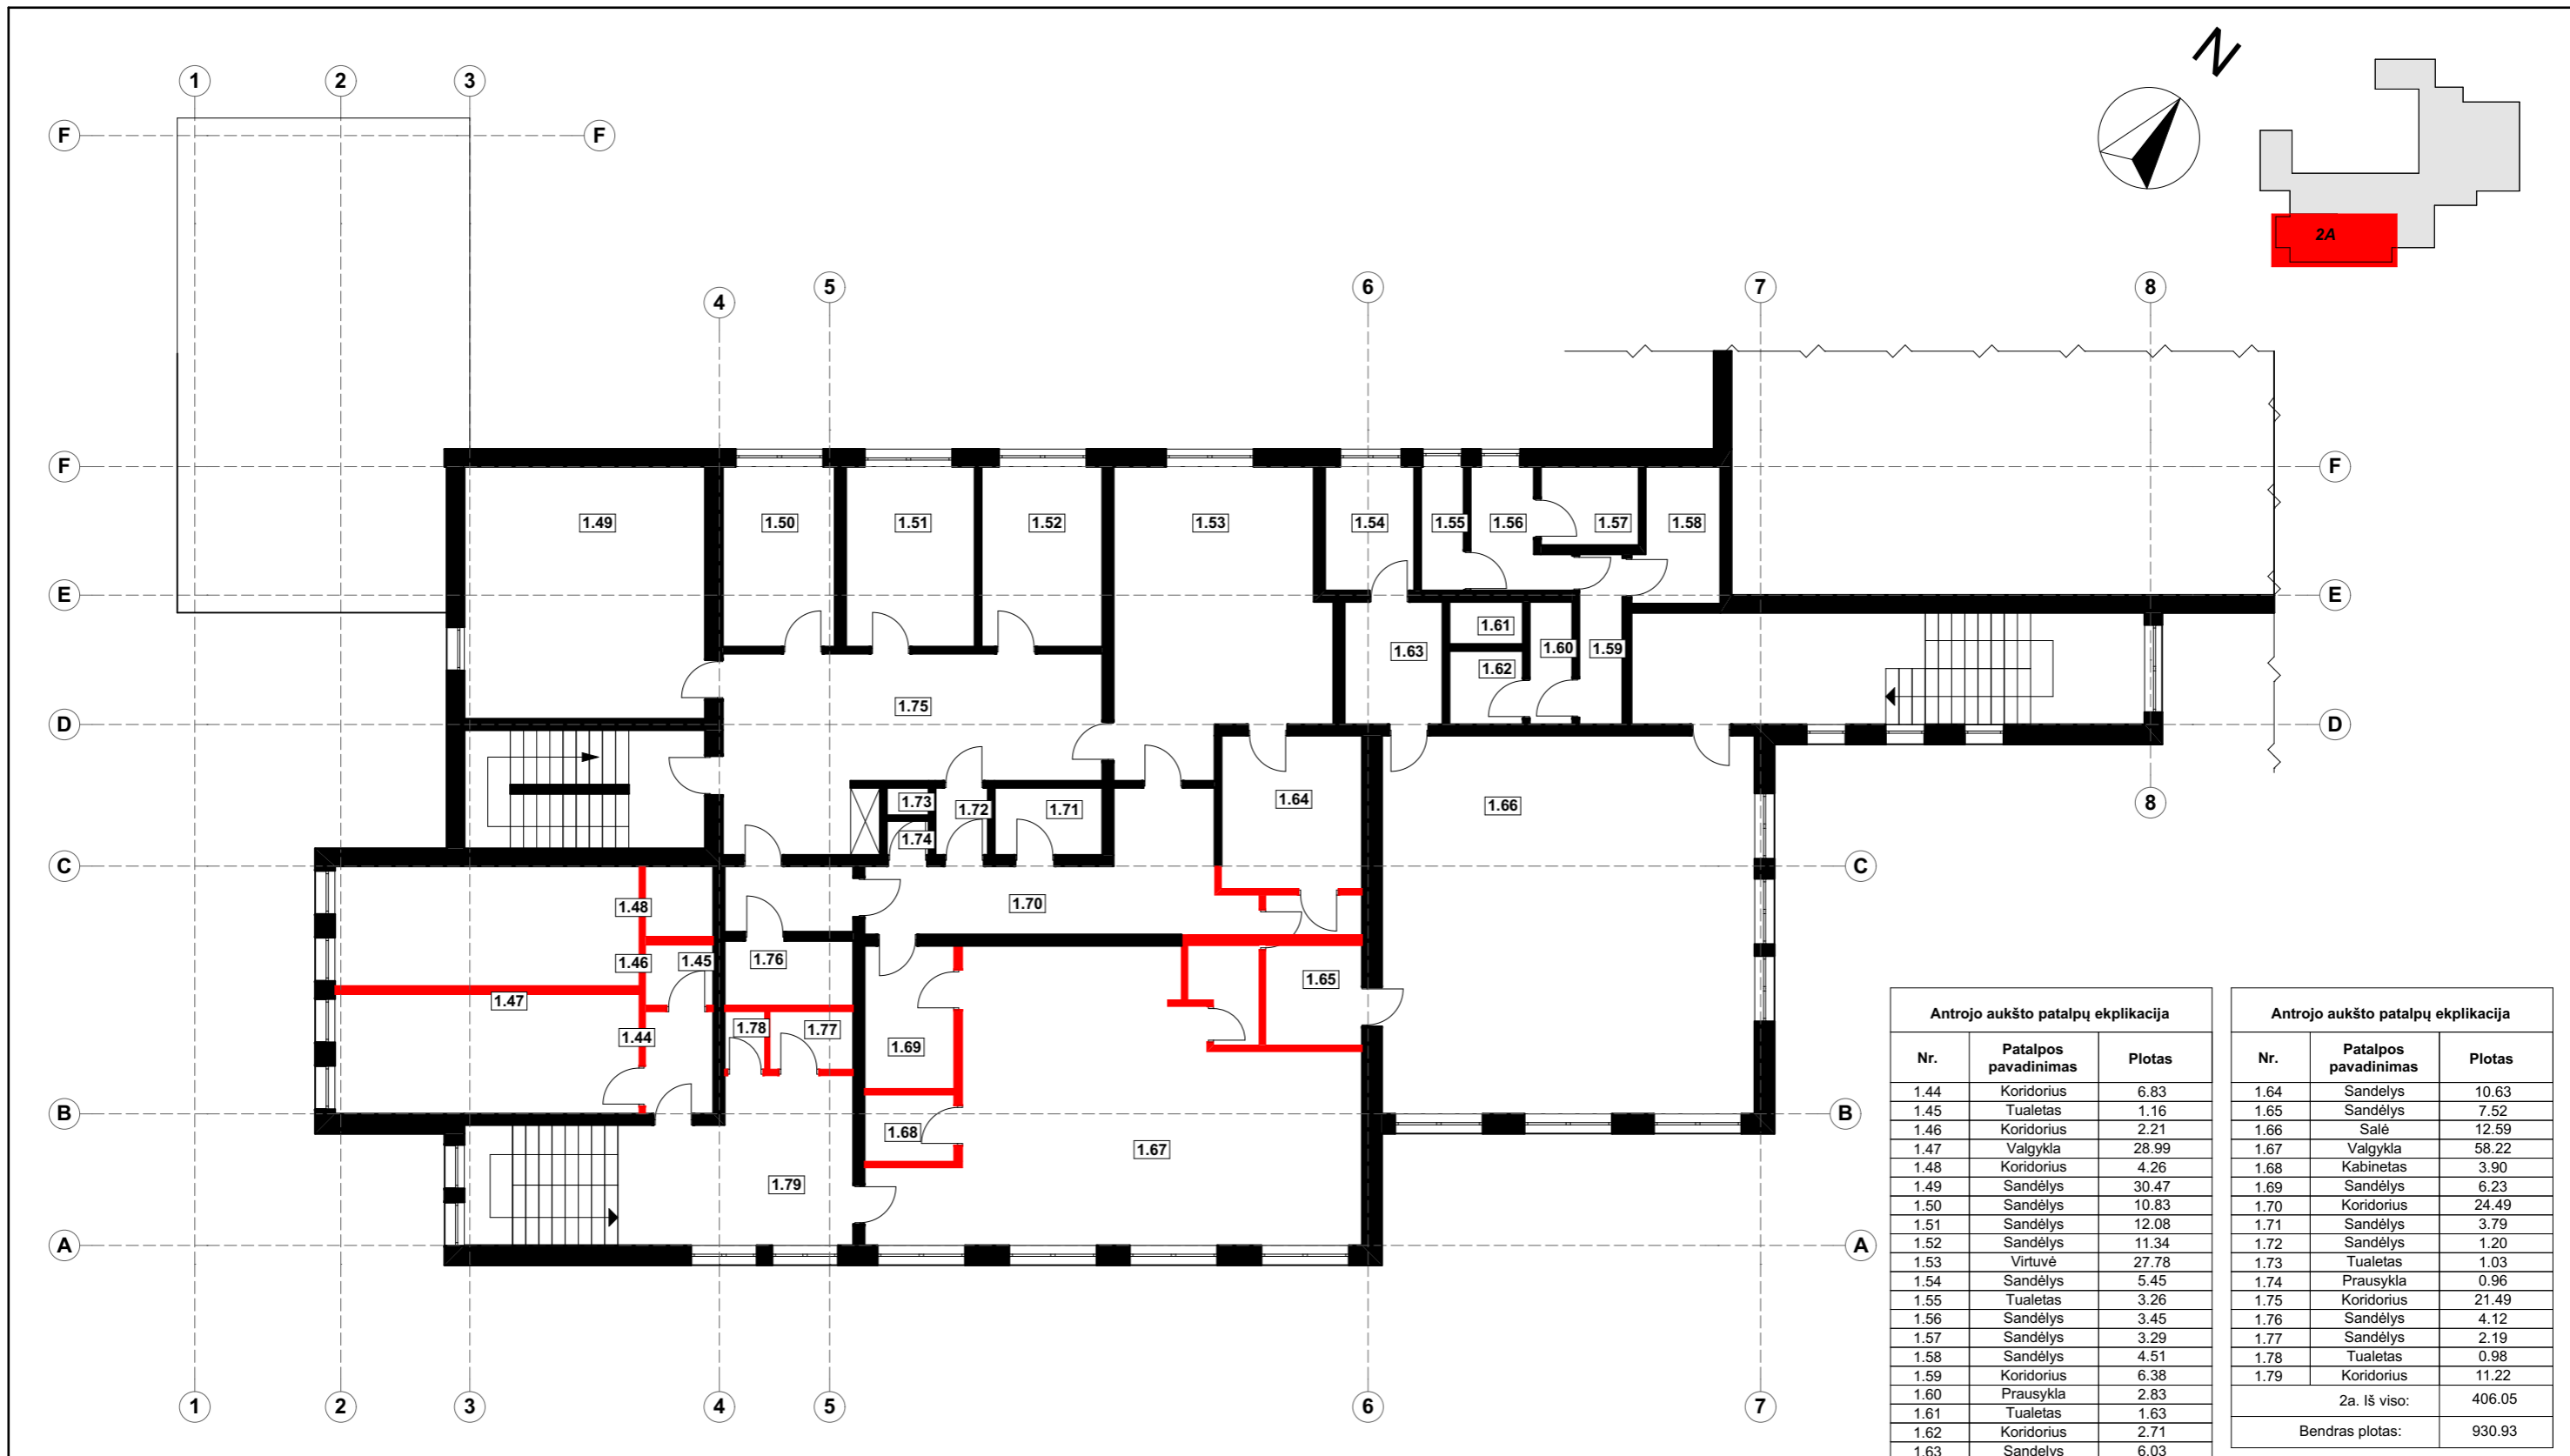 N
2A
1 2 3
F F
4 5 6 7 8
F F
1.49 1.50 1.51 1.52 1.53 1.54 1.55 1.56 1.57 1.58
E E
1.61
1.63 1.60 1.59
1.62
1.75
D D
1.73 1.72 1.71 1.64 1.66 8
1.74
C C
1.48 1.70
1.46 1.45 1.76 1.65
1.47
1.44 1.78 1.77
1.69
B B
1.68
1.67
1.79
A A
1 2 3 4 5 6 7
Antrojo aukšto patalpų ekplikacija
Nr. Patalpos pavadinimas Plotas
1.44 Koridorius 6.83
1.45 Tualetas 1.16
1.46 Koridorius 2.21
1.47 Valgykla 28.99
1.48 Koridorius 4.26
1.49 Sandėlys 30.47
1.50 Sandėlys 10.83
1.51 Sandėlys 12.08
1.52 Sandėlys 11.34
1.53 Virtuvė 27.78
1.54 Sandėlys 5.45
1.55 Tualetas 3.26
1.56 Sandėlys 3.45
1.57 Sandėlys 3.29
1.58 Sandėlys 4.51
1.59 Koridorius 6.38
1.60 Prausykla 2.83
1.61 Tualetas 1.63
1.62 Koridorius 2.71
1.63 Sandelys 6.03
Antrojo aukšto patalpų ekplikacija
Nr. Patalpos pavadinimas Plotas
1.64 Sandelys 10.63
1.65 Sandėlys 7.52
1.66 Salė 12.59
1.67 Valgykla 58.22
1.68 Kabinetas 3.90
1.69 Sandėlys 6.23
1.70 Koridorius 24.49
1.71 Sandėlys 3.79
1.72 Sandėlys 1.20
1.73 Tualetas 1.03
1.74 Prausykla 0.96
1.75 Koridorius 21.49
1.76 Sandėlys 4.12
1.77 Sandėlys 2.19
1.78 Tualetas 0.98
1.79 Koridorius 11.22
2a. Iš viso: 406.05
Bendras plotas: 930.93